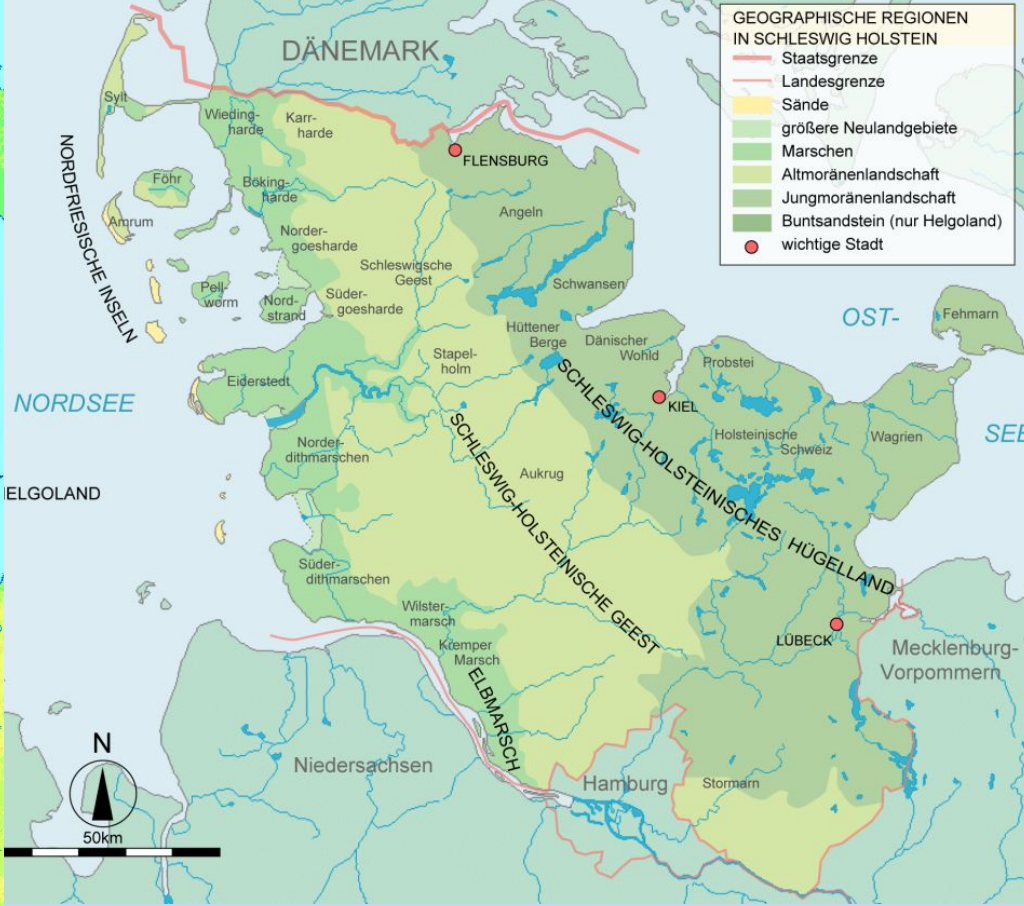 GEOGRAPHISCHE REGIONEN
IN SCHLESWIG HOLSTEIN
Staatsgrenze
Landesgrenze
Sände
größere Neulandgebiete
Marschen
Altmoränenlandschaft
Jungmoränenlandschaft
Buntsandstein (nur Helgoland)
wichtige Stadt
DÄNEMARK
Sylt
Wieding-
harde
Karr-
harde
FLENSBURG
NORDFRIESISCHE INSELN
Föhr
Böking-
harde
Amrum
Angeln
Norder-
goesharde
Schleswigsche
Geest
Pell-
worm
Nord-
strand
Süder-
goesharde
Schwansen
OST-
Fehmarn
Hüttener
Berge
Dänischer
Wohld
Stapel-
holm
Probstei
Eiderstedt
NORDSEE
KIEL
SCHLESWIG-HOLSTEINISCHES HÜGELLAND
SCHLESWIG-HOLSTEINISCHE GEEST
Holsteinische
Schweiz
Wagrien
SEE
Norder-
dithmarschen
Aukrug
ELGOLAND
Süder-
dithmarschen
Wilster-
marsch
Kremper
Marsch
ELBMARSCH
LÜBECK
Mecklenburg-
Vorpommern
Niedersachsen
Hamburg
Stormarn
N
50km